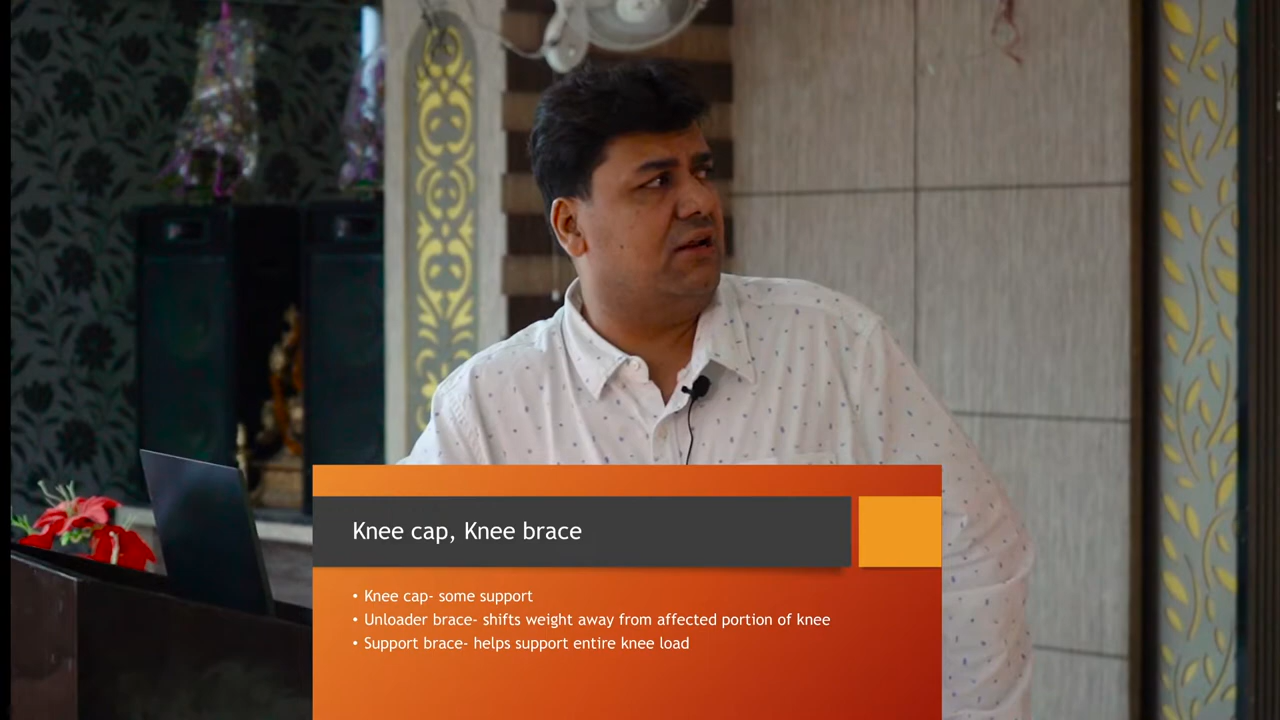 Knee cap, Knee brace
• Knee cap- some support
• Unloader brace- shifts weight away from affected portion of knee
• Support brace- helps support entire knee load